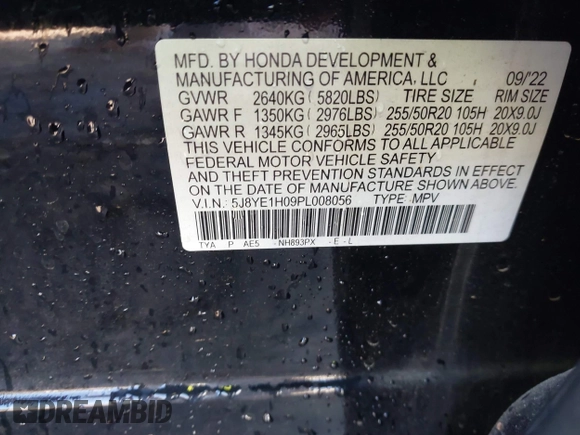 MFD. BY HONDA DEVELOPMENT &
MANUFACTURING OF AMERICA, LLC 09/'22
GVWR 2640KG (5820LBS) TIRE SIZE RIM SIZE
GAWR F 1350KG (2976LBS) 255/50R20 105H 20X9.0J
GAWR R 1345KG (2965LBS) 255/50R20 105H 20X9.0J
THIS VEHICLE CONFORMS TO ALL APPLICABLE
FEDERAL MOTOR VEHICLE SAFETY
AND THEFT PREVENTION STANDARDS IN EFFECT
ON THE DATE OF MANUFACTURE SHOWN ABOVE.
V.I.N.: 5J8YE1H09PL008056 TYPE: MPV
TYA P AE5 -NH893PX -E-L
DREAMBID